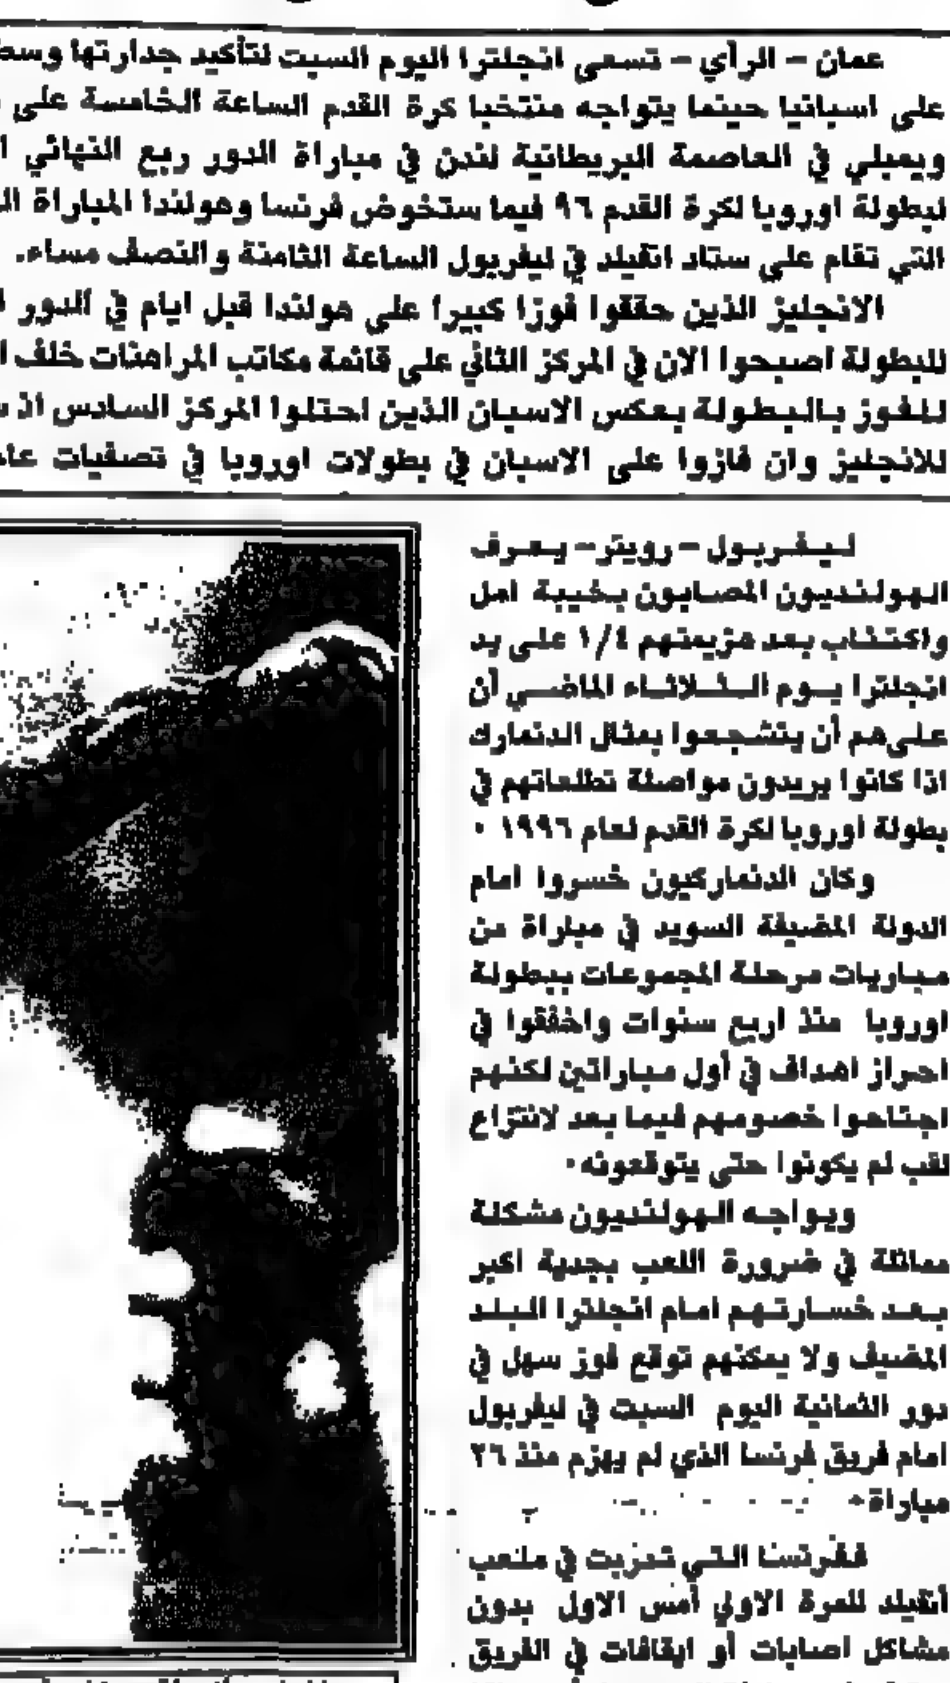 عمان – الرأي – تسعى انجلترا اليوم السبت لتأكيد جدارتها وسط
على اسبانيا حينما يتواجه منتخبا كرة القدم الساعة الخامسة على
ويمبلي في العاصمة البريطانية لندن في مباراة الدور ربع النهائي
لبطولة اوروبا لكرة القدم ٩٦ فيما ستخوض فرنسا وهولندا المباراة
التي تقام على ستاد انفيلد في ليفربول الساعة الثامنة والنصف مساء.
الانجليز الذين حققوا فوزا كبيرا على هولندا قبل ايام في الدور
للبطولة اصبحوا الان في المركز الثاني على قائمة مكاتب المراهنات خلف
للفوز بالبطولة بعكس الاسبان الذين احتلوا المركز السادس اذ
للانجليز وان فازوا على الاسبان في بطولات اوروبا في تصفيات
ليفربول – رويتر – يعرف
الهولنديون المصابون بخيبة امل
واكتئاب بعد هزيمتهم ١/٤ على يد
انجلترا يوم الثلاثاء الماضي أن
عليهم أن يتشجعوا بمثال الدنمارك
اذا كانوا يريدون مواصلة تطلعاتهم في
بطولة اوروبا لكرة القدم لعام ١٩٩٦ ٠
وكان الدنماركيون خسروا امام
الدولة المضيفة السويد في مباراة من
مباريات مرحلة المجموعات ببطولة
اوروبا منذ اربع سنوات واخفقوا في
احراز اهداف في أول مباراتين لكنهم
اجتاحوا خصومهم فيما بعد لانتزاع
لقب لم يكونوا حتى يتوقعونه٠
ويواجه الهولنديون مشكلة
مماثلة في ضرورة اللعب بجدية اكبر
بعد خسارتهم امام انجلترا البلد
المضيف ولا يمكنهم توقع فوز سهل في
دور الثمانية اليوم السبت في ليفربول
امام فريق فرنسا الذي لم يهزم منذ ٢٦
مباراة٠
ففرنسا التي تدربت في ملعب
أنفيلد للمرة الاولي أمس الاول بدون
مشاكل اصابات أو ايقافات في الفريق